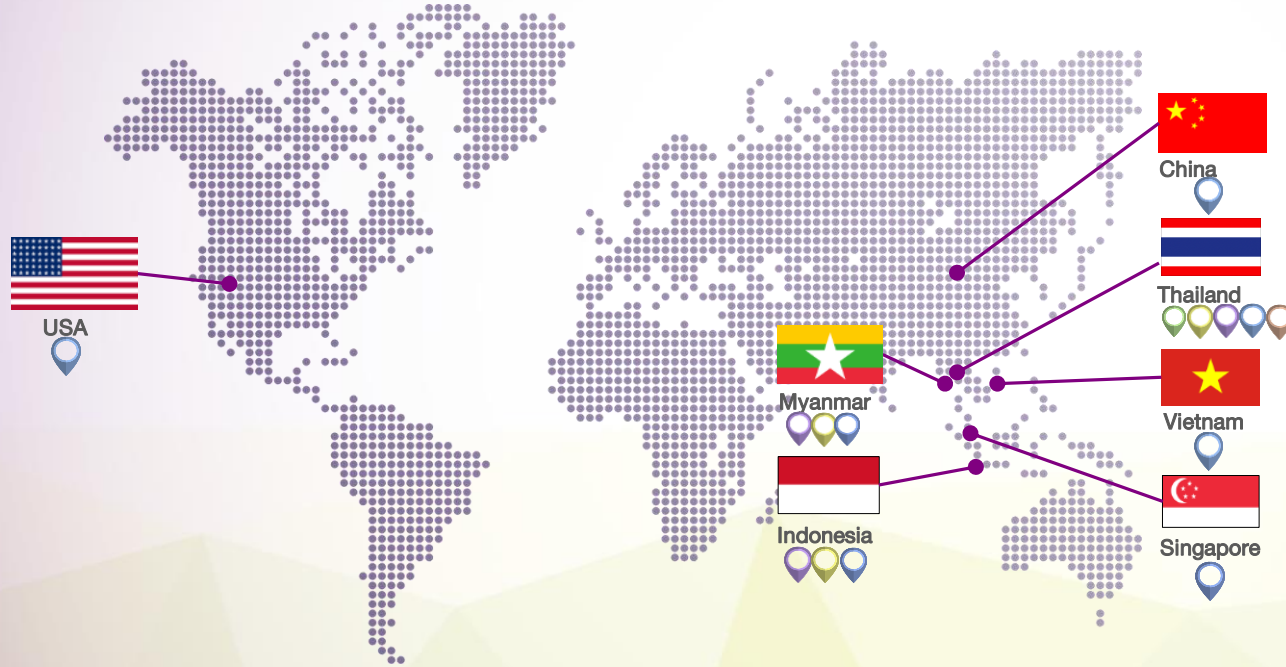 China
USA
Thailand
Myanmar
Vietnam
Indonesia
Singapore